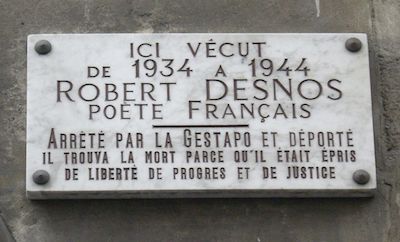 ICI VÉCUT
DE 1934 A 1944
ROBERT DESNOS
POÈTE FRANÇAIS
ARRÊTÉ PAR LA GESTAPO ET DÉPORTÉ
IL TROUVA LA MORT PARCE QU'IL ÉTAIT ÉPRIS
DE LIBERTÉ DE PROGRES ET DE JUSTICE